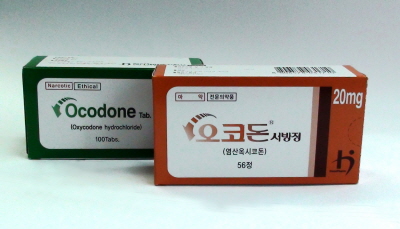 Narcotic Ethical
Ocodone Tab.
(Oxycodone hydrochloride)
100Tabs.
마 약 전문의약품
20mg
오코돈® 서방정
(염산옥시코돈)
56정